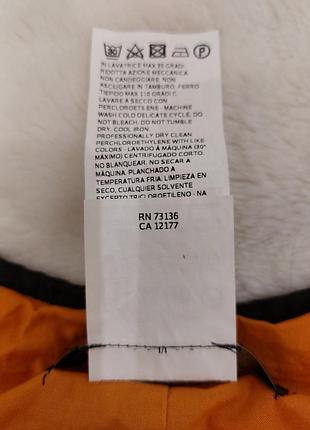 30 P
IN LAVATRICE MAX 30 GRADI
RIDOTTA AZIONE MECCANICA
NON CANDEGGIARE. NON
ASCIUGARE IN TAMBURO, FERRO
TIEPIDO MAX 110 GRADI C.
LAVARE A SECCO CON
PERCLOROETILENE - MACHINE
WASH COLD DELICATE CYCLE, DO
NOT BLEACH, DO NOT TUMBLE
DRY. COOL IRON.
PROFESSIONALLY DRY CLEAN
PERCHLOROETHYLENE WITH LIKE
COLORS - LAVADO Á MÁQUINA (30°
MÁXIMO) CENTRIFUGADO CORTO.
NO BLANQUEAR. NO SECAR A
MÁQUINA. PLANCHADO A
TEMPERATURA FRIA. LIMPIEZA EN
SECO, CUALQUIER SOLVENTE
EXCEPTO TRICLOROETILENO - NA
RN 73136
CA 12177
1/1